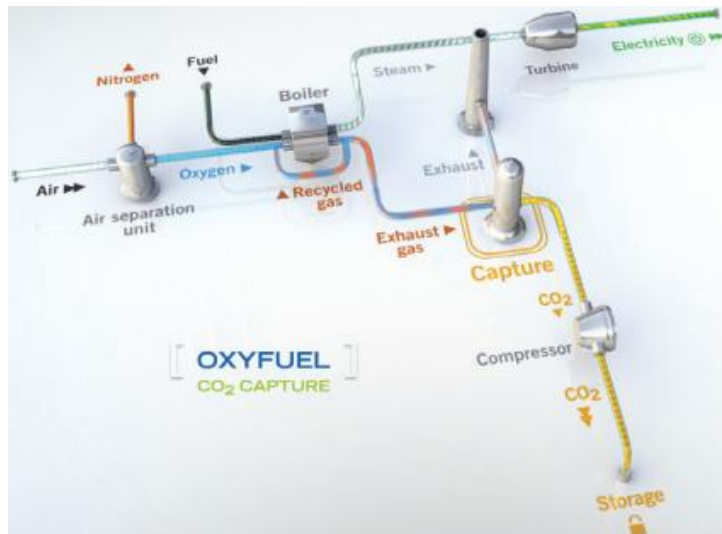 Nitrogen
Fuel
Steam
Electricity
Turbine
Boiler
Air
Oxygen
Air separation
unit
Recycled
gas
Exhaust
Exhaust
gas
Capture
CO₂
Compressor
CO₂
Storage
OXYFUEL
CO₂ CAPTURE